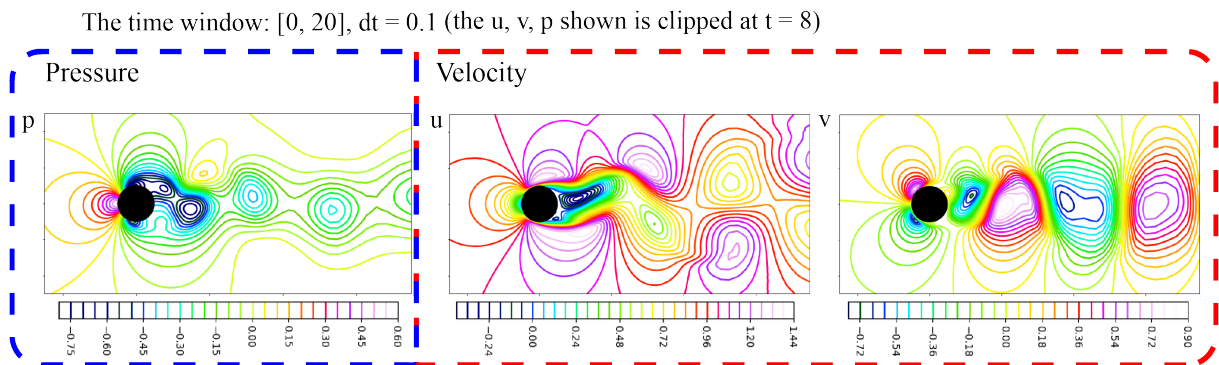 The time window: [0, 20], dt = 0.1 (the u, v, p shown is clipped at t = 8)
Pressure
Velocity
p
u
v
−0.75 −0.60 −0.45 −0.30 −0.15 0.00 0.15 0.30 0.45 0.60
−0.24 0.00 0.24 0.48 0.72 0.96 1.20 1.44
−0.72 −0.54 −0.36 −0.18 −0.00 0.18 0.36 0.54 0.72 0.90